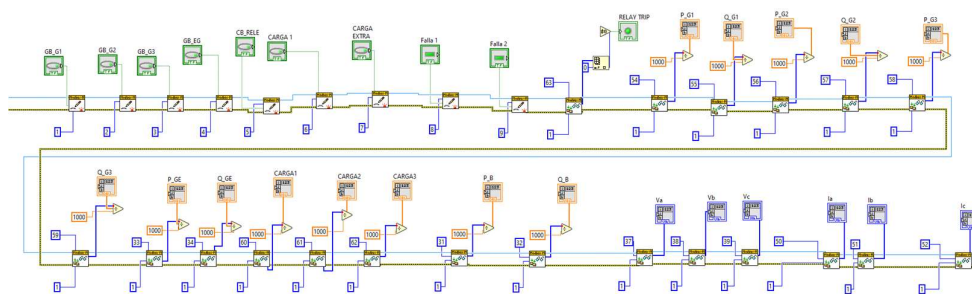 GB_G1
GB_G2
GB_G3
GB_EG
CB_RELE
CARGA 1
CARGA EXTRA
Falla 1
Falla 2
RELAY TRIP
P_G1
Q_G1
P_G2
Q_G2
P_G3
1000
1000
1000
1000
1000
63
54
55
56
57
58
0
1
2
3
4
5
6
7
8
9
1
1
1
1
1
1
Q_G3
P_GE
Q_GE
CARGA1
CARGA2
CARGA3
P_B
Q_B
Va
Vb
Vc
Ia
Ib
Ic
1000
1000
1000
1000
1000
1000
1000
1000
59
33
34
60
61
62
31
32
37
38
39
50
51
52
1
1
1
1
1
1
1
1
1
1
1
1
1
1